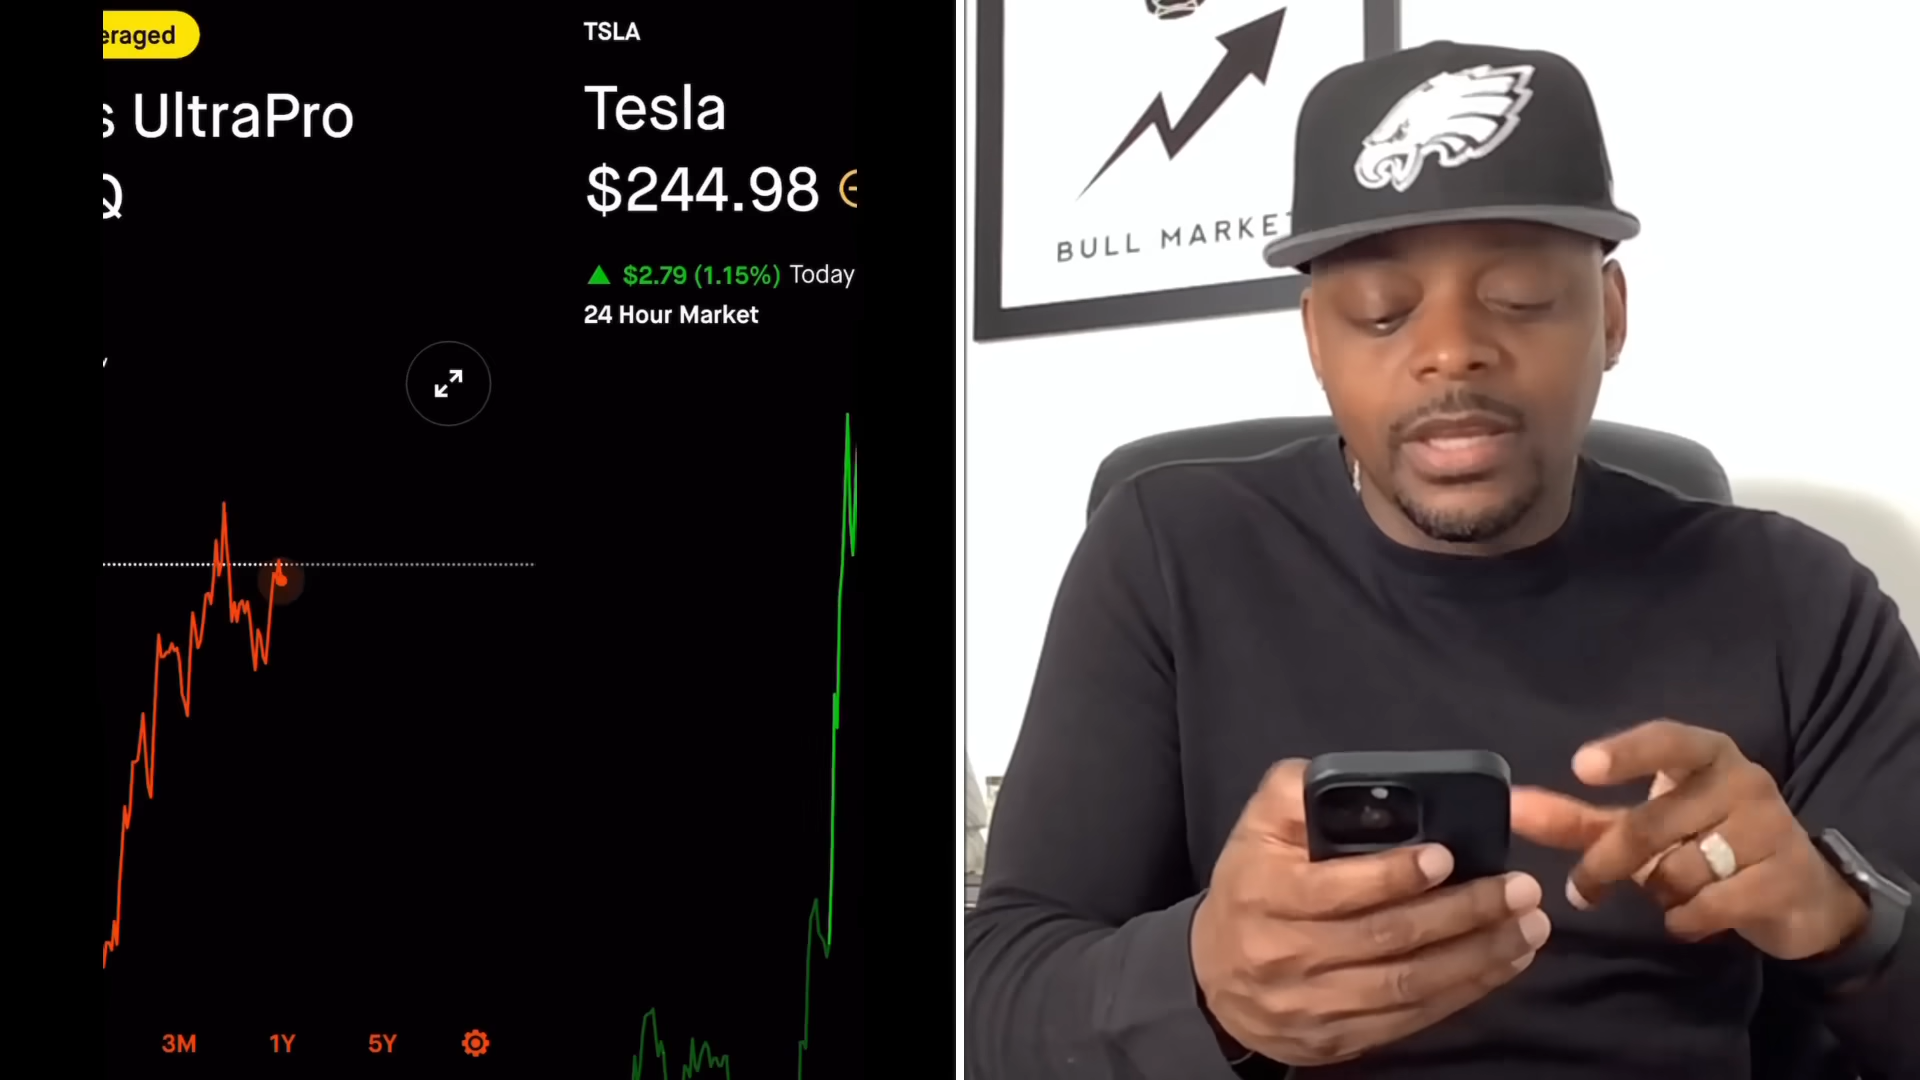 eraged
s UltraPro
Q
TSLA
Tesla
$244.98
$2.79 (1.15%) Today
24 Hour Market
3M 1Y 5Y
BULL MARKET